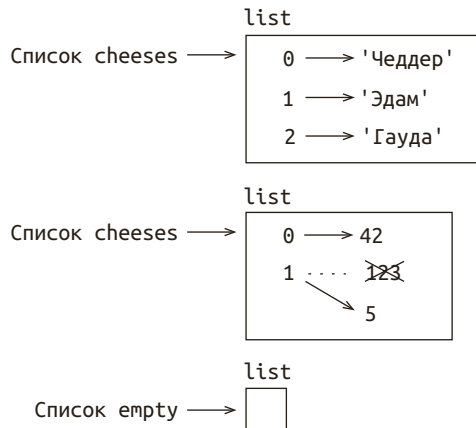 list
Список cheeses
0 'Чеддер'
1 'Эдам'
2 'Гауда'
list
Список cheeses
0 42
1 123
5
list
Список empty